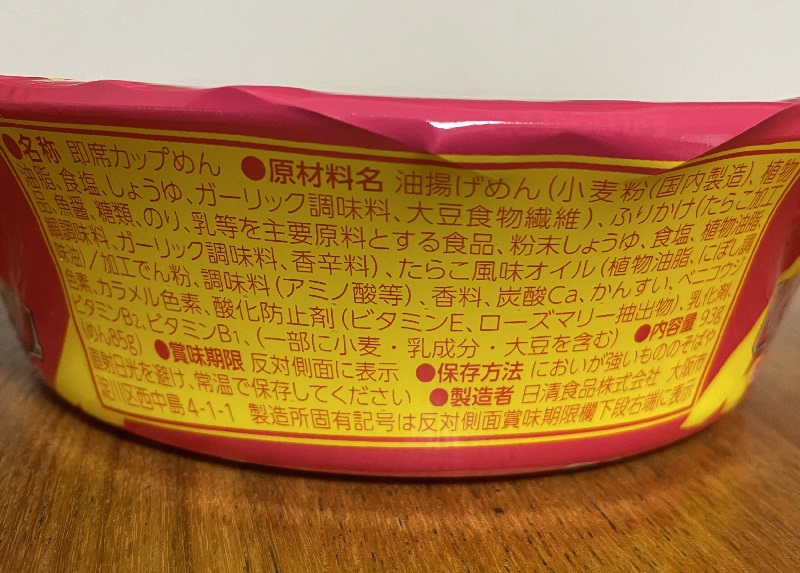 ●名称 即席カップめん ●原材料名 油揚げめん(小麦粉(国内製造)、植物
油脂、食塩、しょうゆ、ガーリック調味料、大豆食物繊維)、ふりかけ(たらこ加工
品、魚醤、糖類、のり、乳等を主要原料とする食品、粉末しょうゆ、食塩、植物油脂、
調味料、ガーリック調味料、香辛料)、たらこ風味オイル(植物油脂、にぼし
味油)/加工でん粉、調味料(アミノ酸等)、香料、炭酸Ca、かんすい、ベニコウジ
色素、カラメル色素、酸化防止剤(ビタミンE、ローズマリー抽出物)、乳化剤、
ビタミンB2、ビタミンB1、(一部に小麦・乳成分・大豆を含む) ●内容量 93g
(めん85g) ●賞味期限 反対側面に表示 ●保存方法 においが強いもののそばや
直射日光を避け、常温で保存してください ●製造者 日清食品株式会社 大阪市
淀川区西中島4-1-1 製造所固有記号は反対側面賞味期限欄下段右端に表示